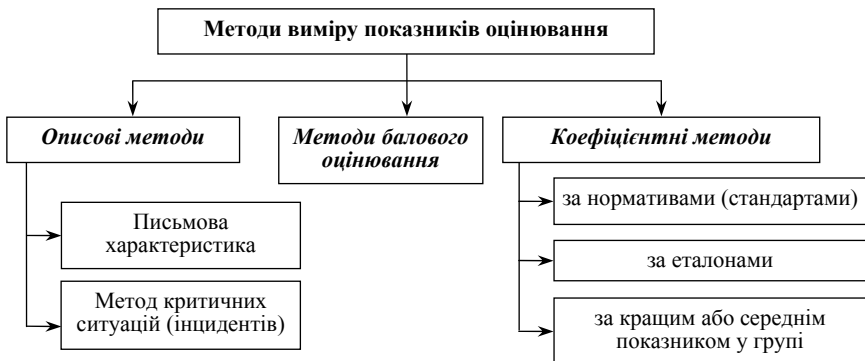 Методи виміру показників оцінювання
Описові методи
Методи балового
оцінювання
Коефіцієнтні методи
Письмова
характеристика
Метод критичних
ситуацій (інцидентів)
за нормативами (стандартами)
за еталонами
за кращим або середнім
показником у групі